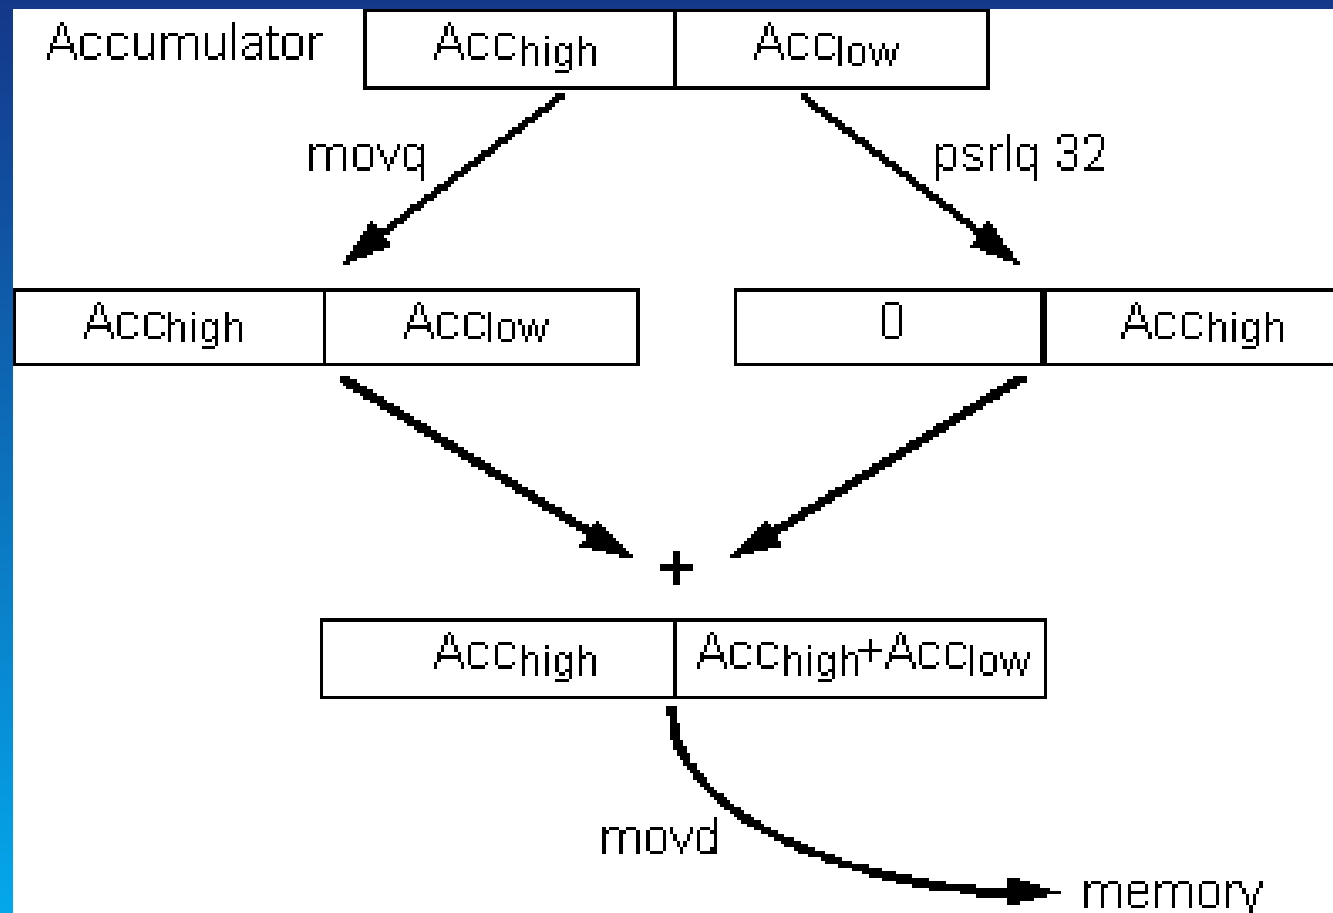 Accumulator Acchigh Acclow
movq psrlq 32
Acchigh Acclow 0 Acchigh
+
Acchigh Acchigh+Acclow
movd
memory